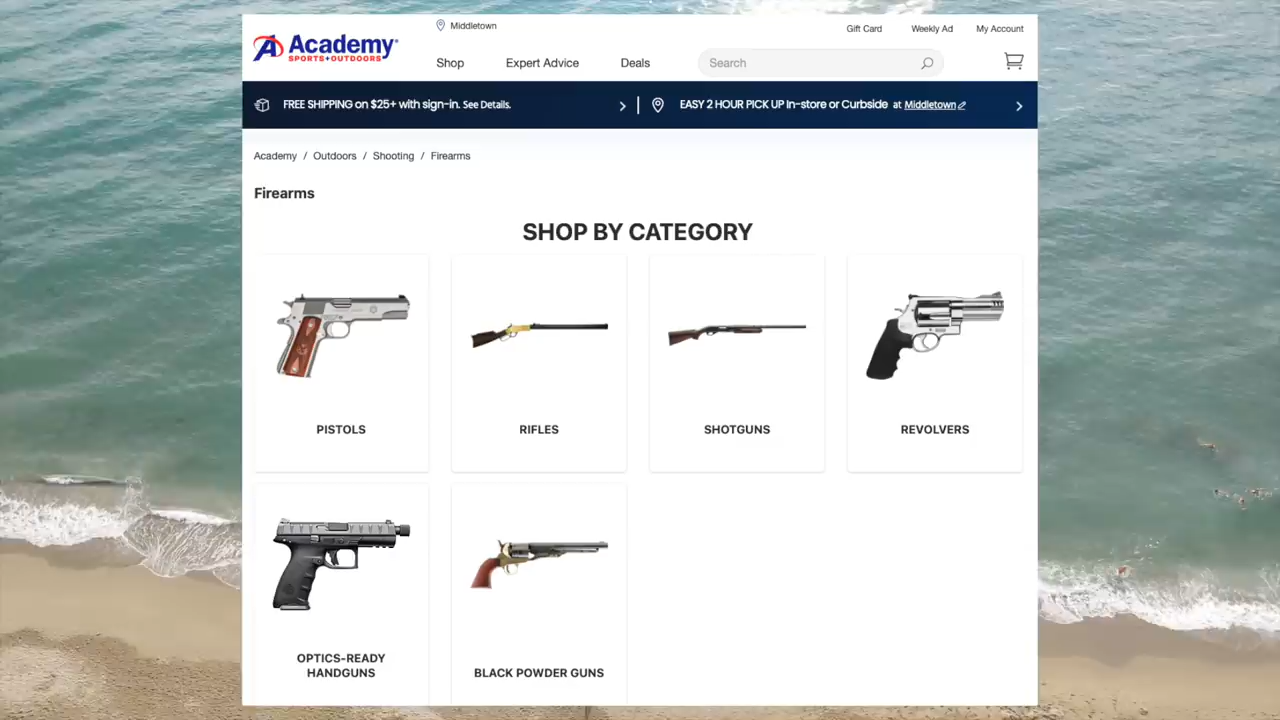 Middletown
Gift Card
Weekly Ad
My Account
Academy
SPORTS+OUTDOORS
Shop
Expert Advice
Deals
Search
FREE SHIPPING on $25+ with sign-in. See Details.
EASY 2 HOUR PICK UP In-store or Curbside at Middletown
Academy / Outdoors / Shooting / Firearms
Firearms
SHOP BY CATEGORY
PISTOLS
RIFLES
SHOTGUNS
REVOLVERS
OPTICS-READY
HANDGUNS
BLACK POWDER GUNS